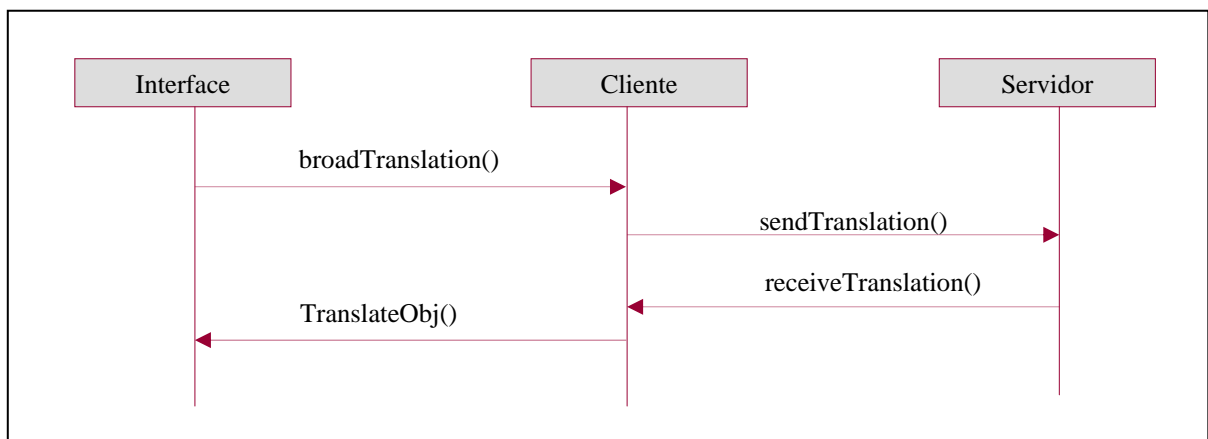 Interface
Cliente
Servidor
broadTranslation()
sendTranslation()
receiveTranslation()
TranslateObj()